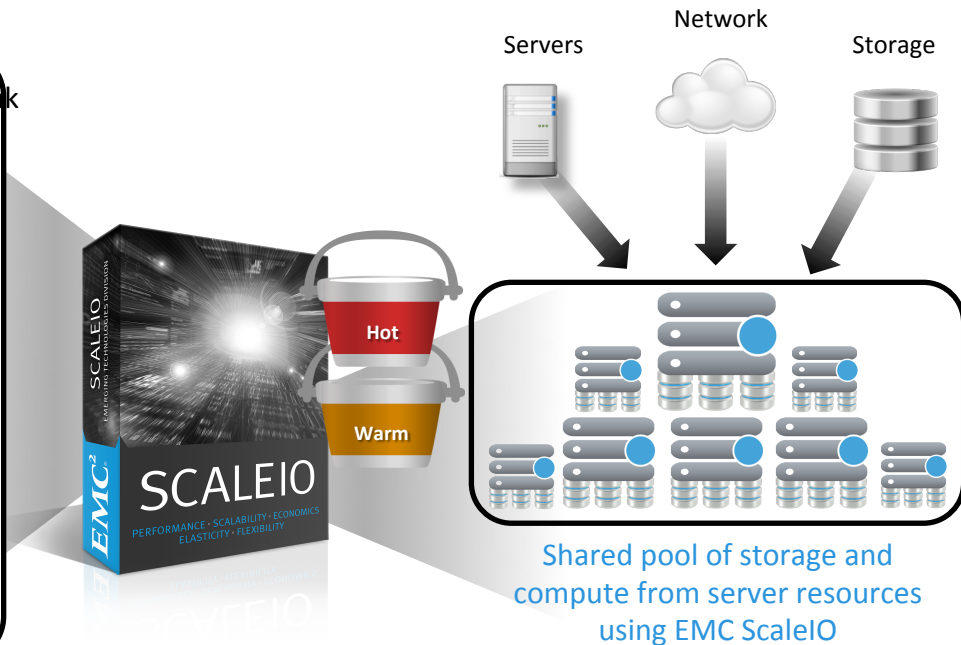 Network
Servers
Storage
k
SCALEIO
EMERGING TECHNOLOGIES DIVISION
EMC²
SCALEIO
PERFORMANCE • SCALABILITY • ECONOMICS
ELASTICITY • FLEXIBILITY
Hot
Warm
Shared pool of storage and
compute from server resources
using EMC ScaleIO